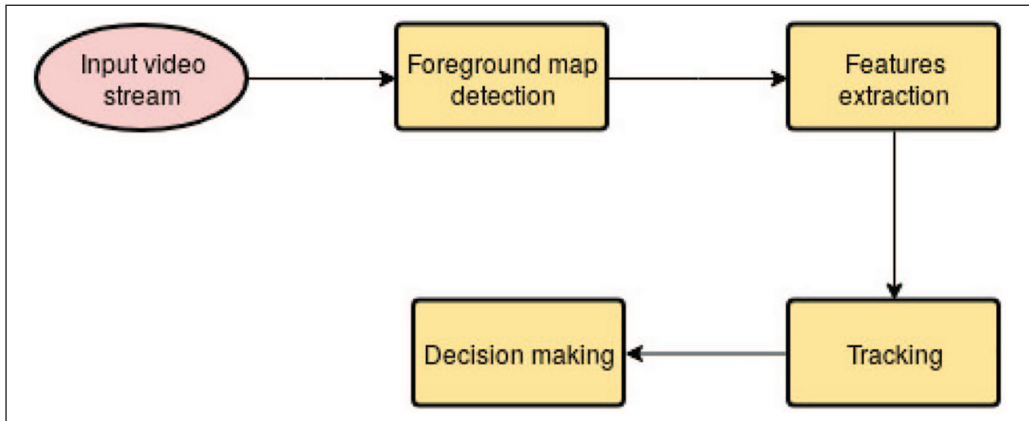 Input video
stream
Foreground map
detection
Features
extraction
Tracking
Decision making